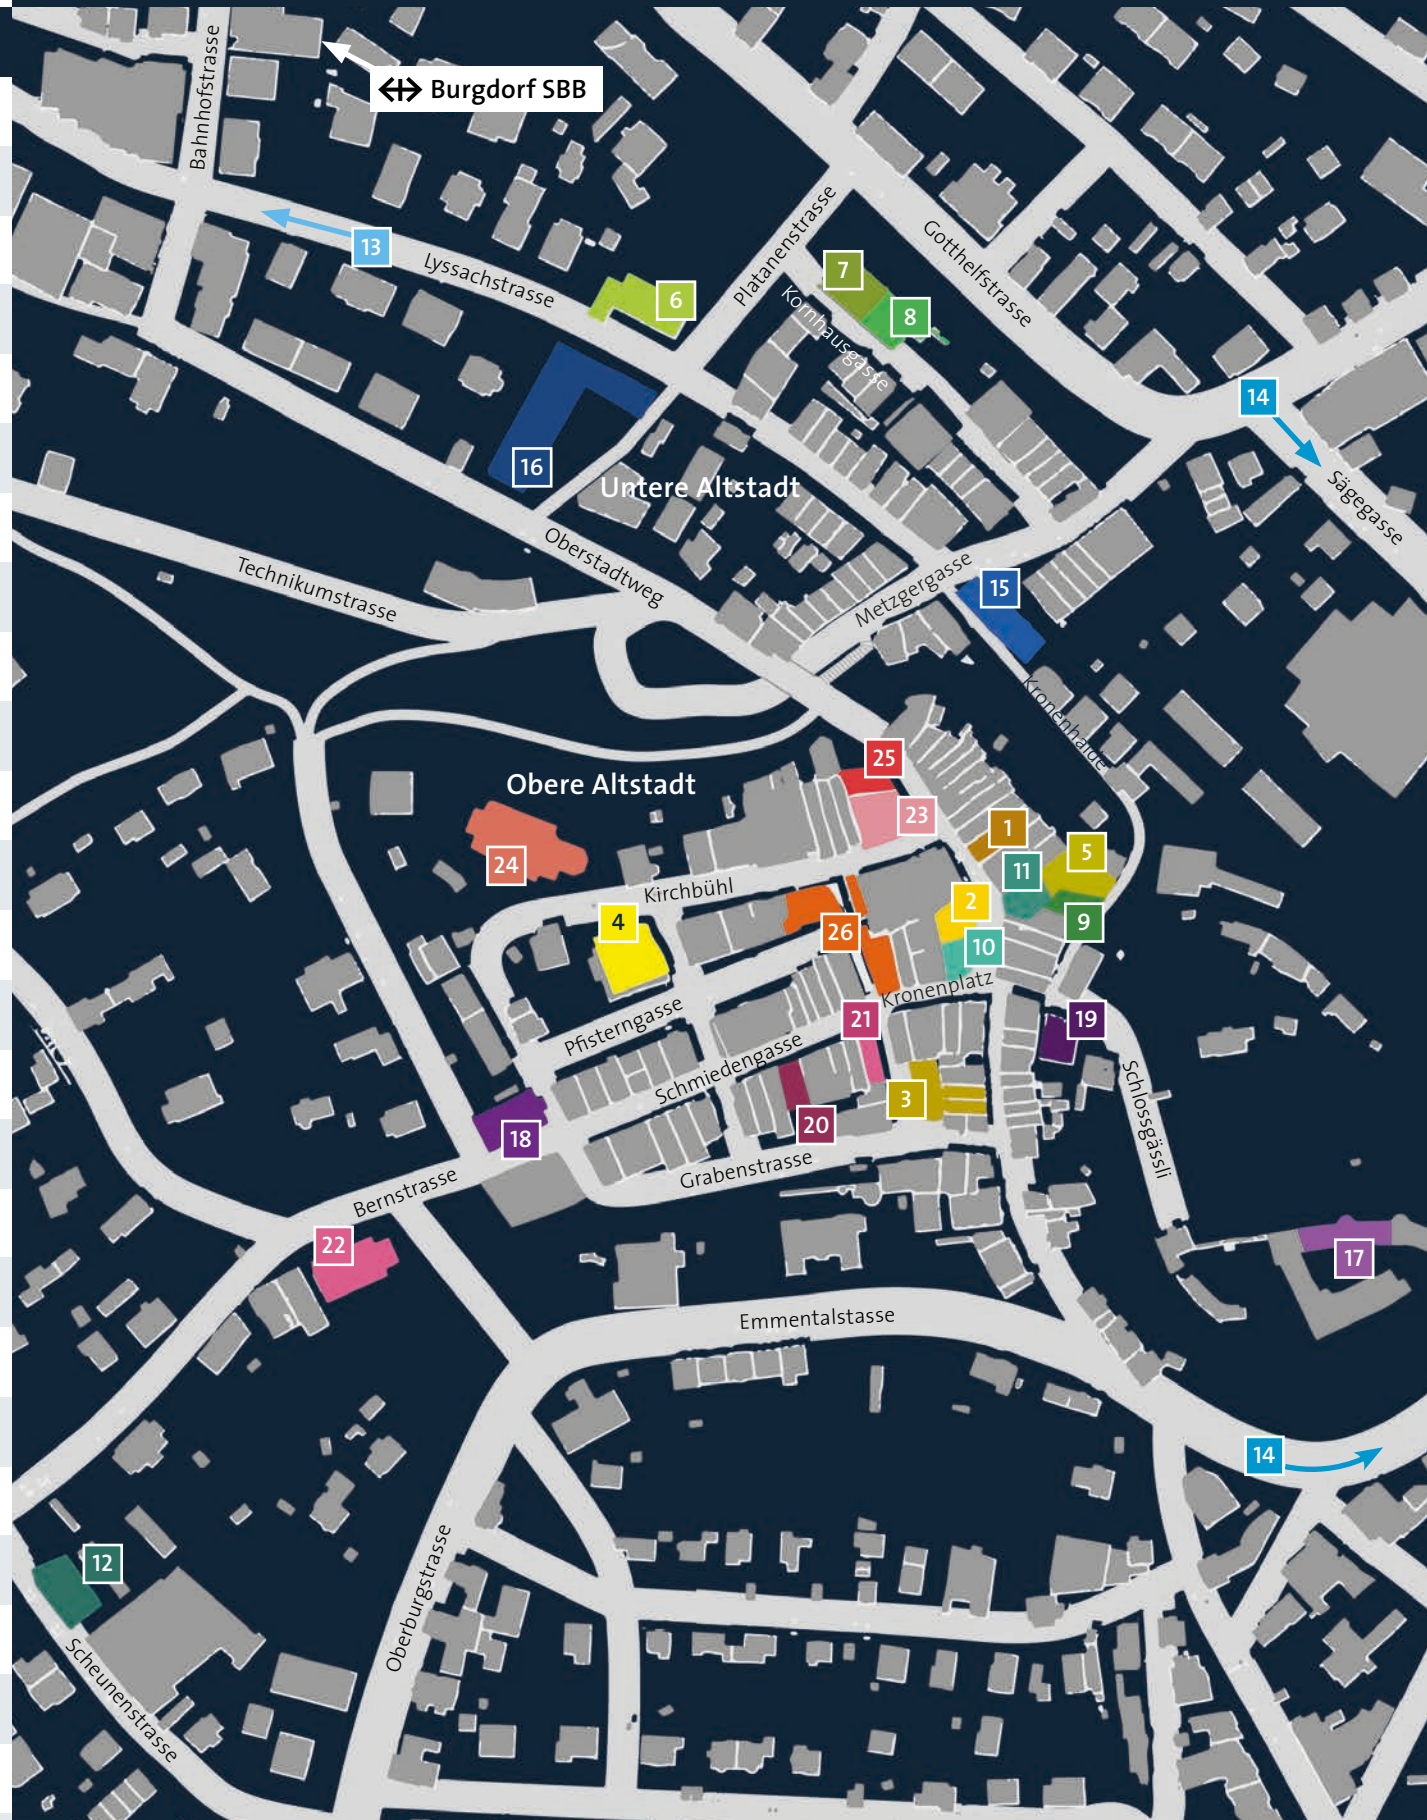 Bahnhofstrasse
Burgdorf SBB
13
Lyssachstrasse
6
Platanenstrasse
7
8
Kornhausgasse
Gotthelfstrasse
14
Sägegasse
16
Untere Altstadt
Oberstadtweg
Technikumstrasse
Metzgergasse
15
Kronenhalde
25
Obere Altstadt
23
1
5
11
24
Kirchbühl
4
2
9
26
10
Kronenplatz
Pfisterngasse
21
19
Schmiedengasse
3
Schlossgässli
18
20
Grabenstrasse
Bernstrasse
22
17
Emmentalstasse
14
12
Oberburgstrasse
Scheunenstrasse